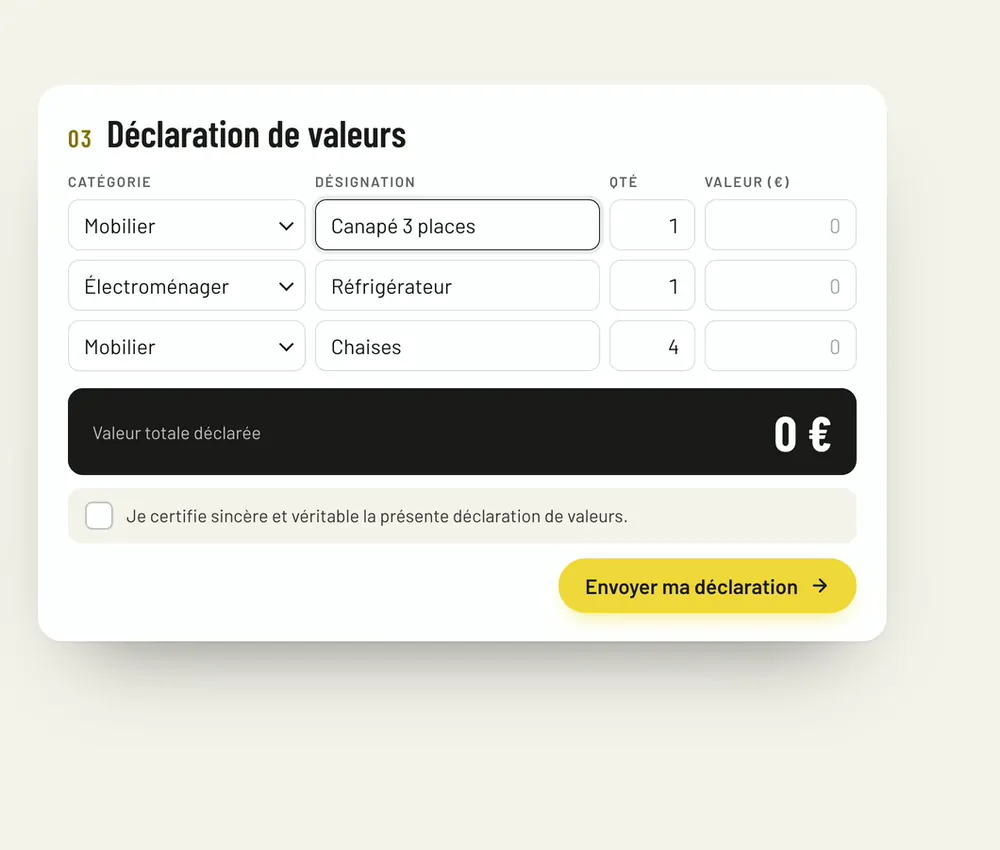 03 Déclaration de valeurs
CATÉGORIE DÉSIGNATION QTÉ VALEUR (€)
Mobilier Canapé 3 places 1 0
Électroménager Réfrigérateur 1 0
Mobilier Chaises 4 0
Valeur totale déclarée 0 €
Je certifie sincère et véritable la présente déclaration de valeurs.
Envoyer ma déclaration →